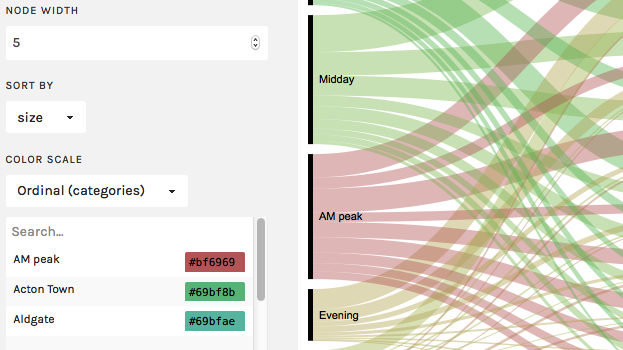 NODE WIDTH
5
SORT BY
size
COLOR SCALE
Ordinal (categories)
Search...
AM peak #bf6969
Acton Town #69bf8b
Aldgate #69bfae
Midday
AM peak
Evening